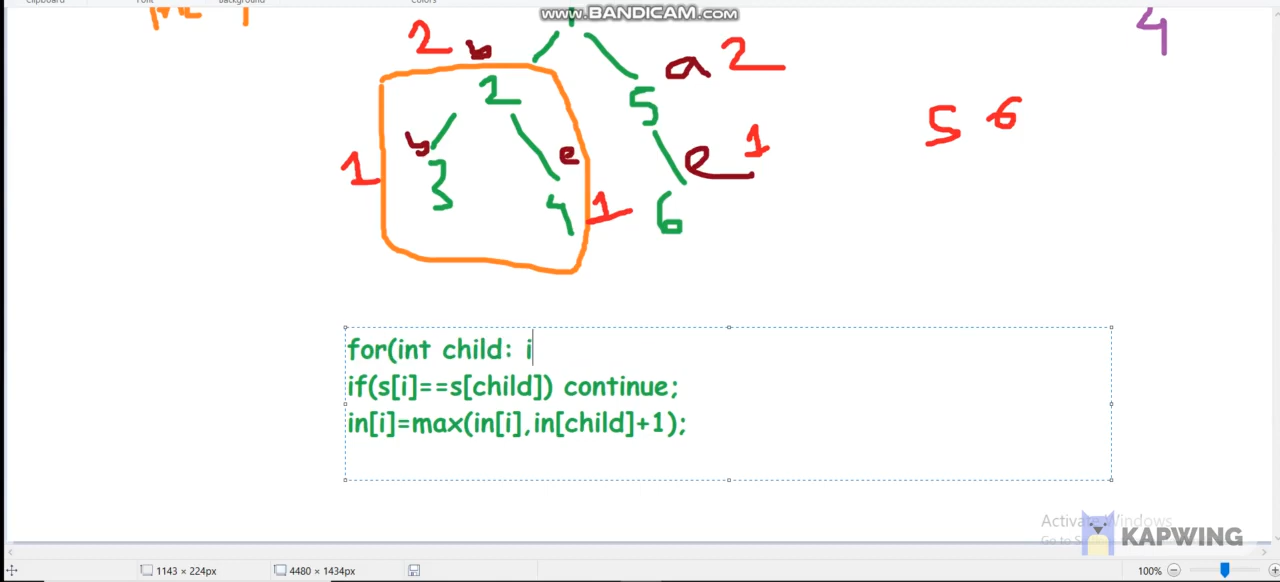 www.BANDICAM.com
4
2 b
2
a 2
5
5 6
b
e
e 1
1
3
4
1
6
for(int child: i
if(s[i]==s[child]) continue;
in[i]=max(in[i],in[child]+1);
KAPWING
1143 × 224px
4480 × 1434px
100%